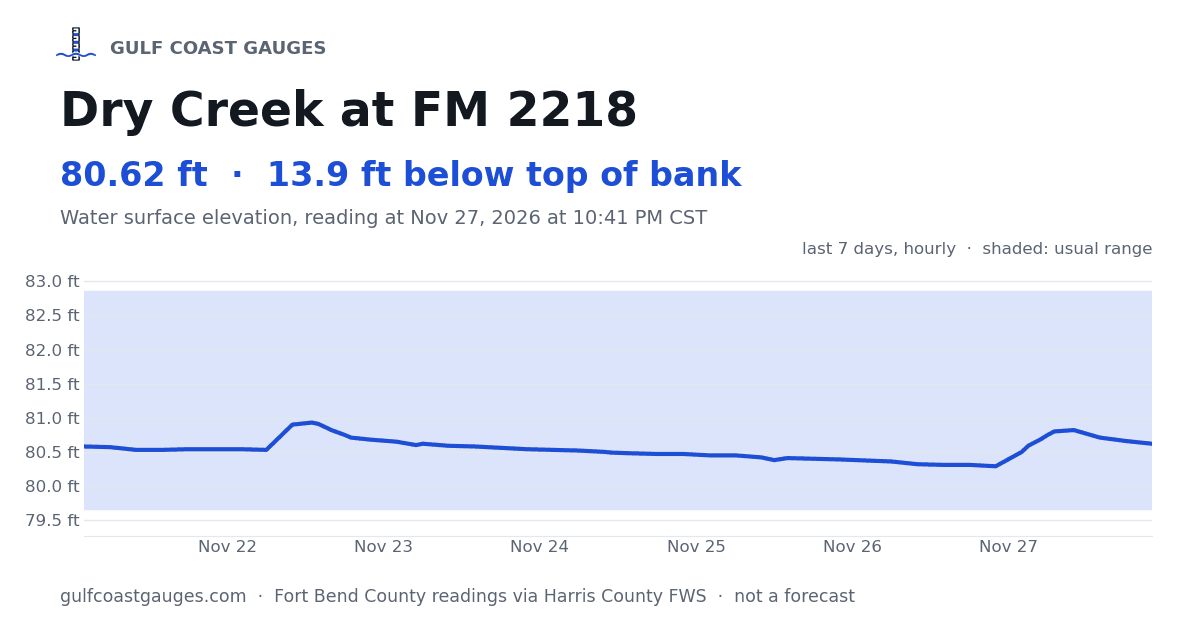 GULF COAST GAUGES
Dry Creek at FM 2218
80.62 ft · 13.9 ft below top of bank
Water surface elevation, reading at Nov 27, 2026 at 10:41 PM CST
last 7 days, hourly · shaded: usual range
83.0 ft
82.5 ft
82.0 ft
81.5 ft
81.0 ft
80.5 ft
80.0 ft
79.5 ft
Nov 22 Nov 23 Nov 24 Nov 25 Nov 26 Nov 27
gulfcoastgauges.com · Fort Bend County readings via Harris County FWS · not a forecast